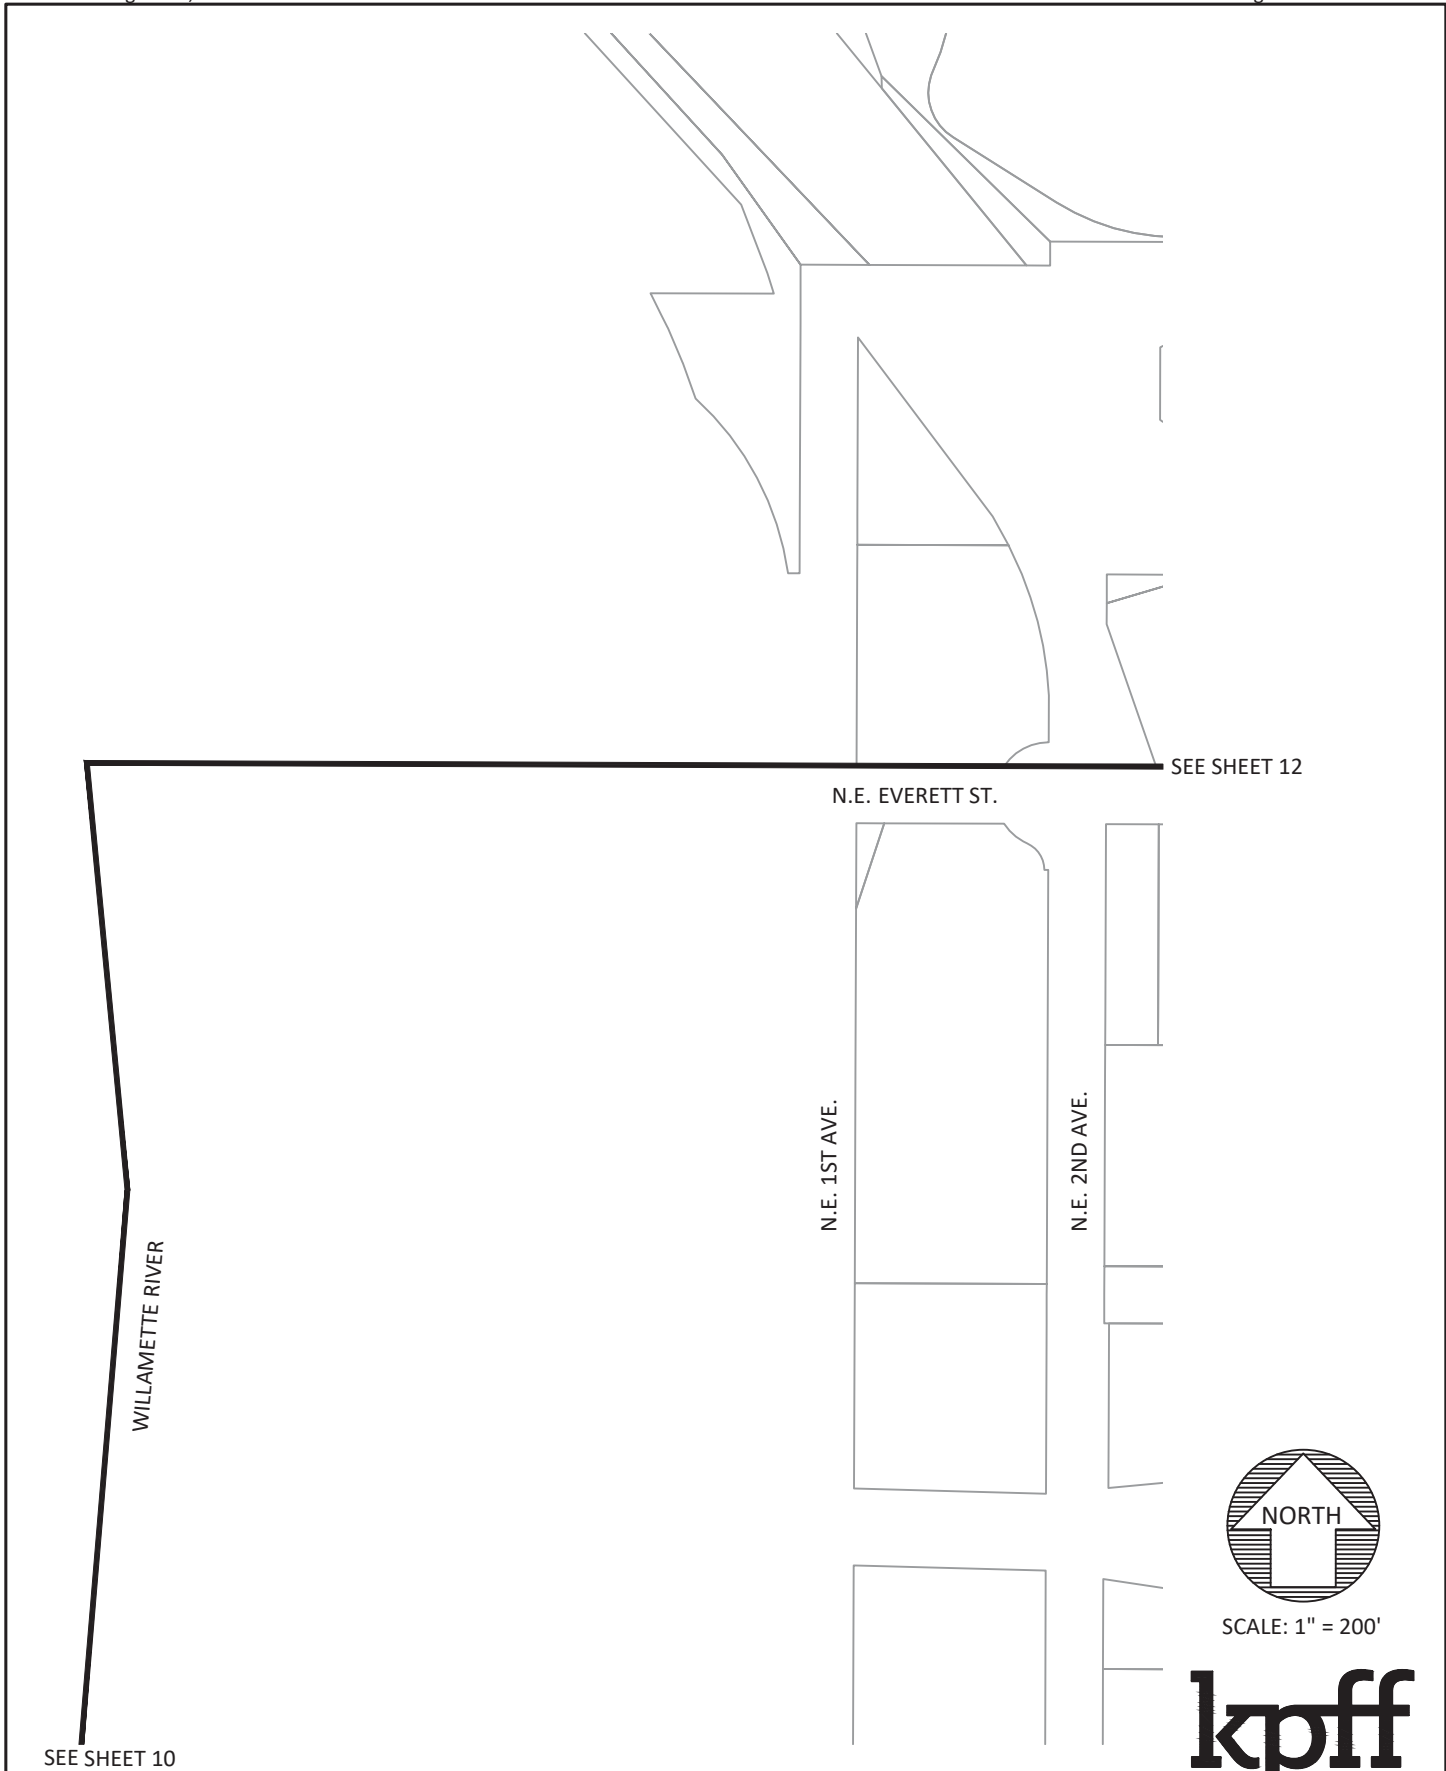 SEE SHEET 12
N.E. EVERETT ST.
N.E. 1ST AVE.
N.E. 2ND AVE.
WILLAMETTE RIVER
NORTH
SCALE: 1" = 200'
SEE SHEET 10
kpff